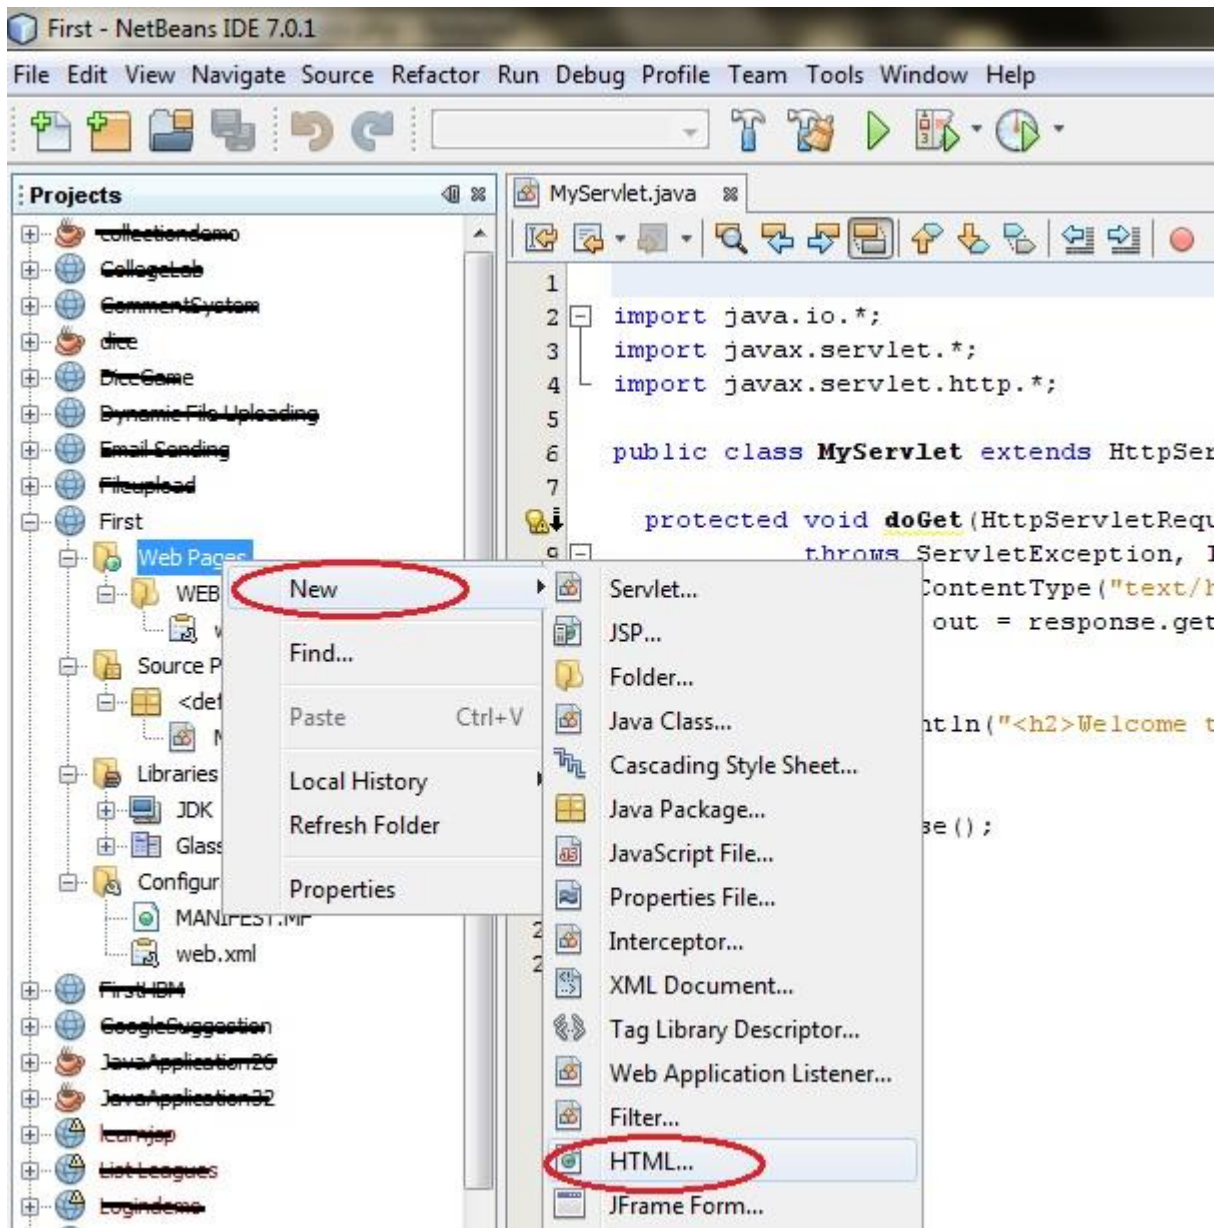 First - NetBeans IDE 7.0.1
File Edit View Navigate Source Refactor Run Debug Profile Team Tools Window Help
Projects
collectiondemo
CollegeLab
CommentSystem
dice
DiceGame
Dynamic File Uploading
Email Sending
Fileupload
First
Web Pages
WEB
Source P
<def
Libraries
JDK
Glass
Configur
MANIFEST.MF
web.xml
FirstHBM
GoogleSuggestion
JavaApplication26
JavaApplication32
learnjsp
List Leagues
Logindemo
New
Find...
Paste Ctrl+V
Local History
Refresh Folder
Properties
Servlet...
JSP...
Folder...
Java Class...
Cascading Style Sheet...
Java Package...
JavaScript File...
Properties File...
Interceptor...
XML Document...
Tag Library Descriptor...
Web Application Listener...
Filter...
HTML...
JFrame Form...
MyServlet.java
1
2 import java.io.*;
3 import javax.servlet.*;
4 import javax.servlet.http.*;
5
6 public class MyServlet extends HttpSer
7
protected void doGet(HttpServletRequ
9 throws ServletException, I
ContentType("text/h
out = response.get
ntln("<h2>Welcome t
se();
2
2